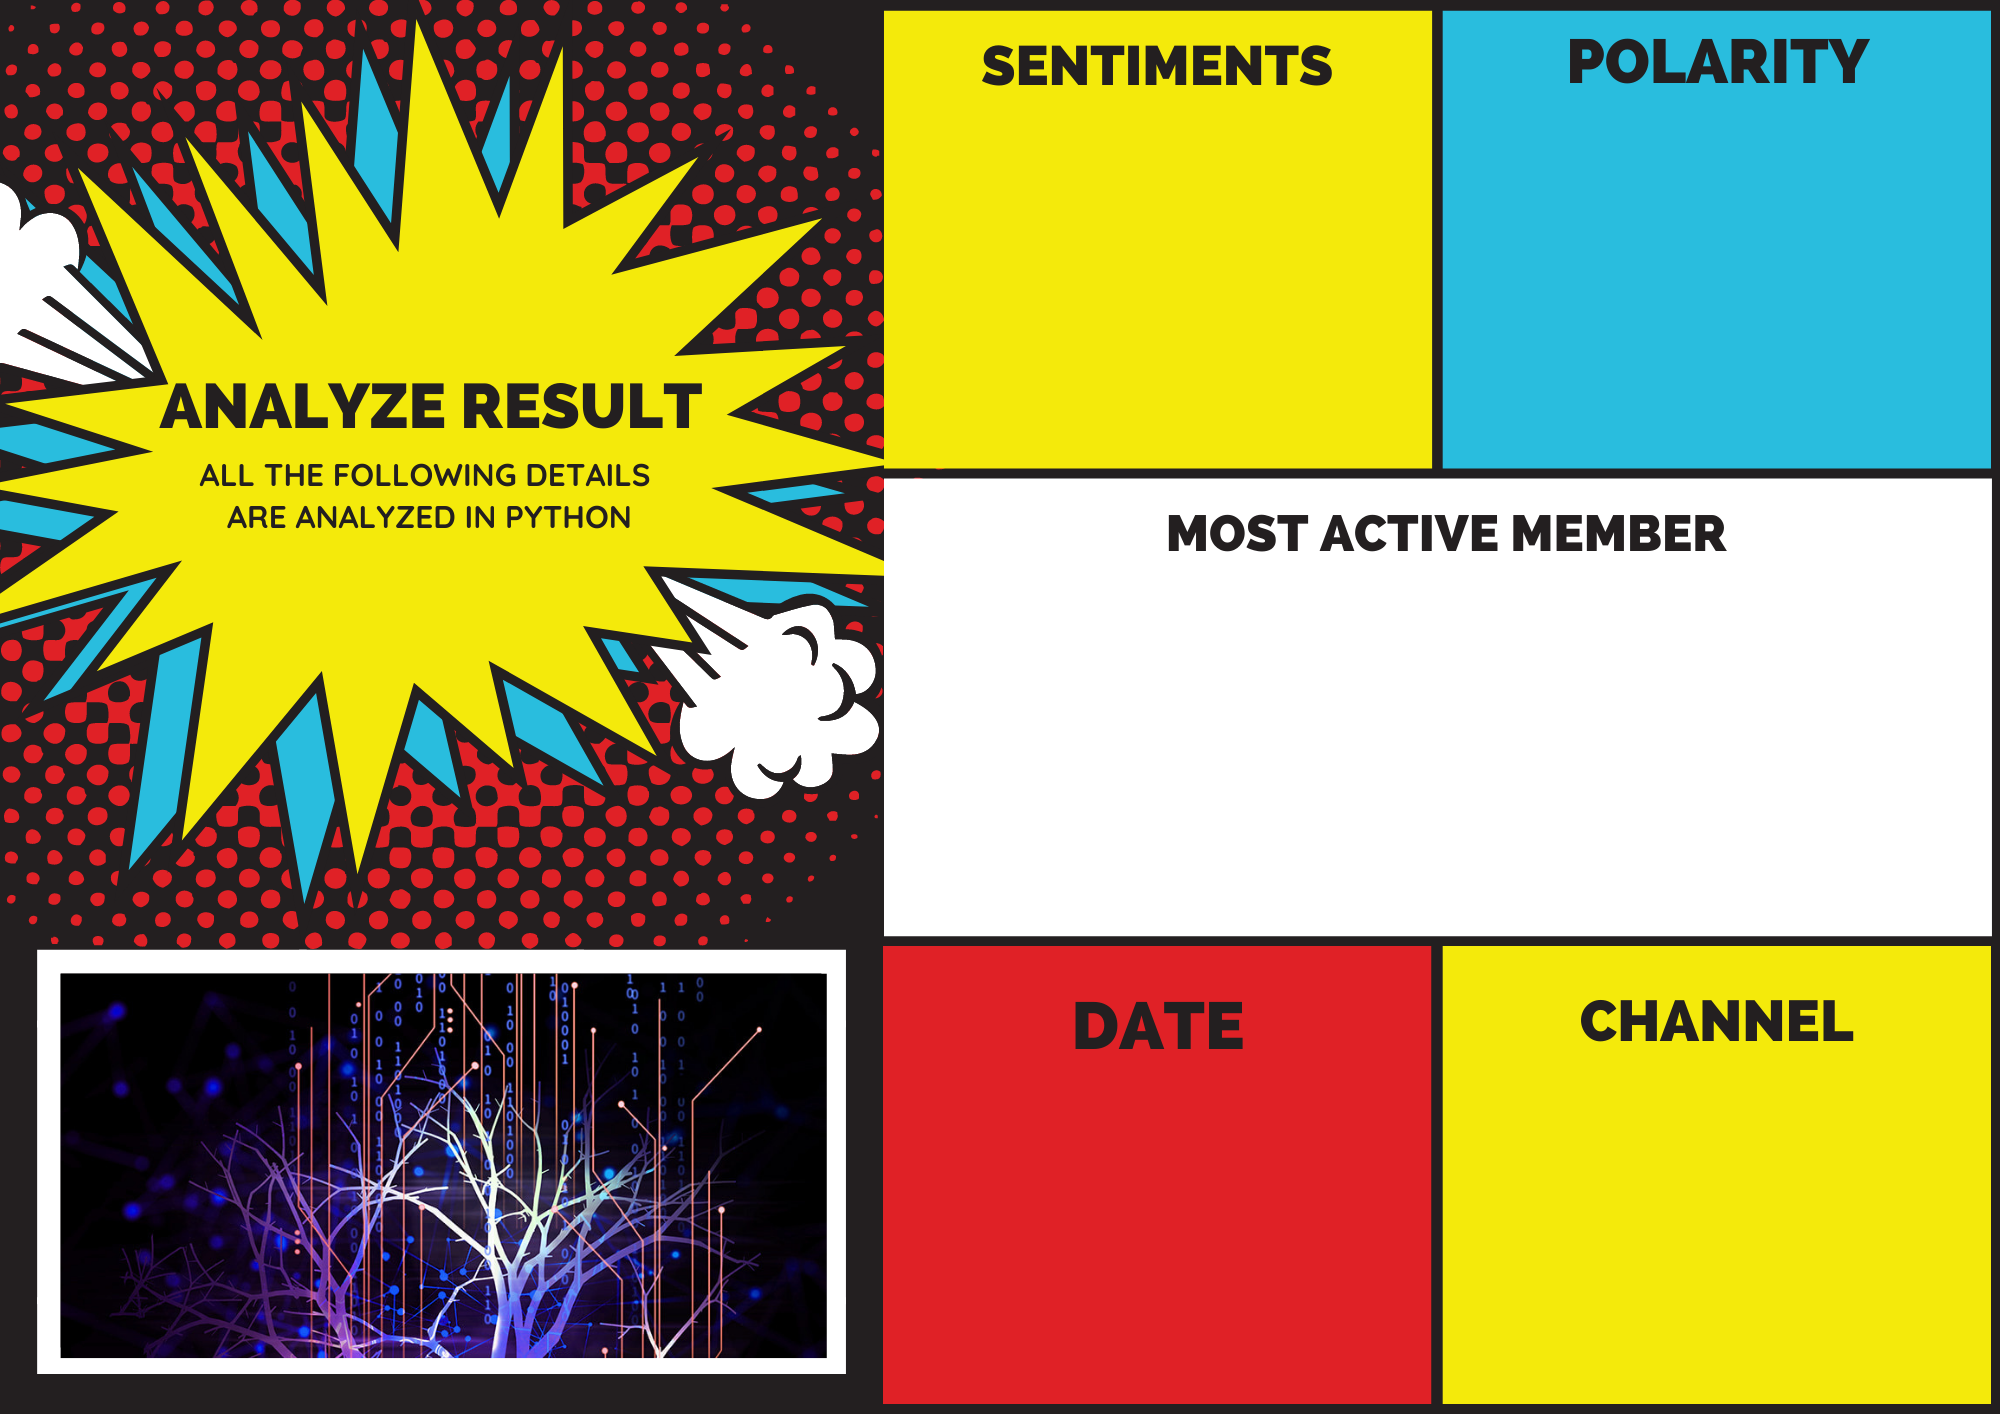 ANALYZE RESULT
ALL THE FOLLOWING DETAILS
ARE ANALYZED IN PYTHON
SENTIMENTS
POLARITY
MOST ACTIVE MEMBER
DATE
CHANNEL